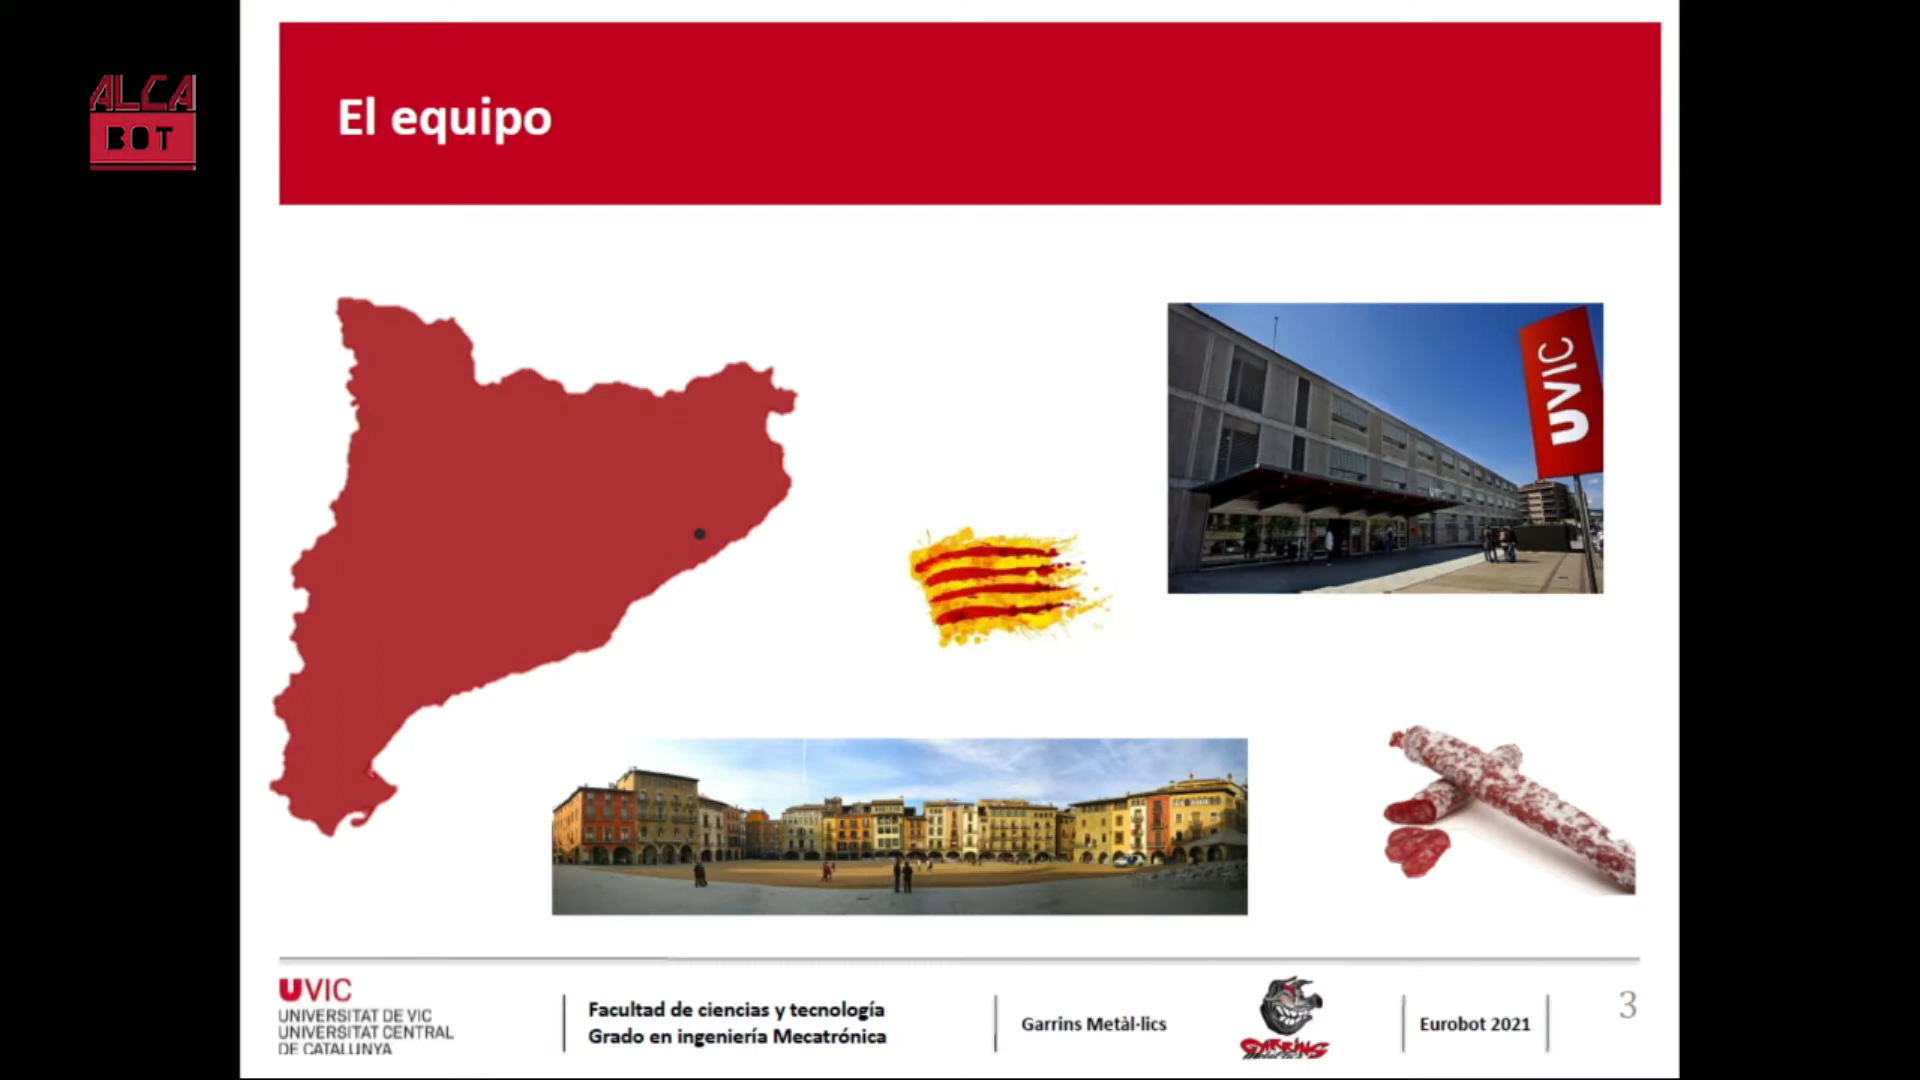 ALCA
BOT
El equipo
UVIC
UVIC
UNIVERSITAT DE VIC
UNIVERSITAT CENTRAL
DE CATALUNYA
Facultad de ciencias y tecnología
Grado en ingeniería Mecatrónica
Garrins Metàl·lics
GARRINS
Eurobot 2021
3